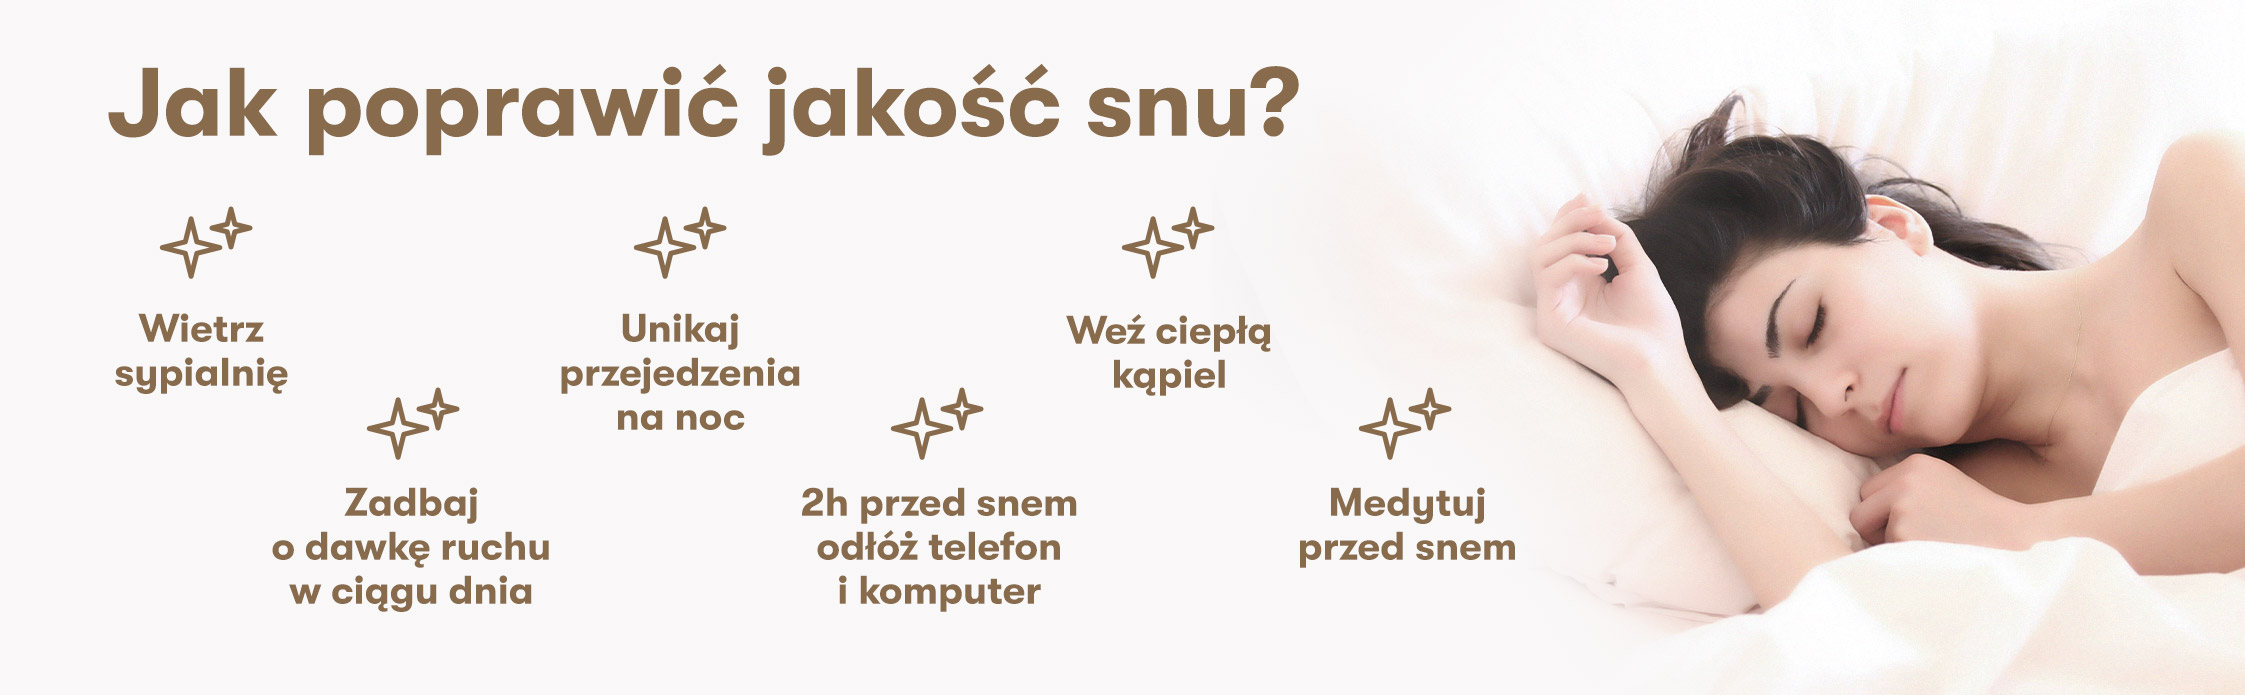 Jak poprawić jakość snu?
Wietrz
sypialnię
Zadbaj
o dawkę ruchu
w ciągu dnia
Unikaj
przejedzenia
na noc
2h przed snem
odłóż telefon
i komputer
Weź ciepłą
kąpiel
Medytuj
przed snem